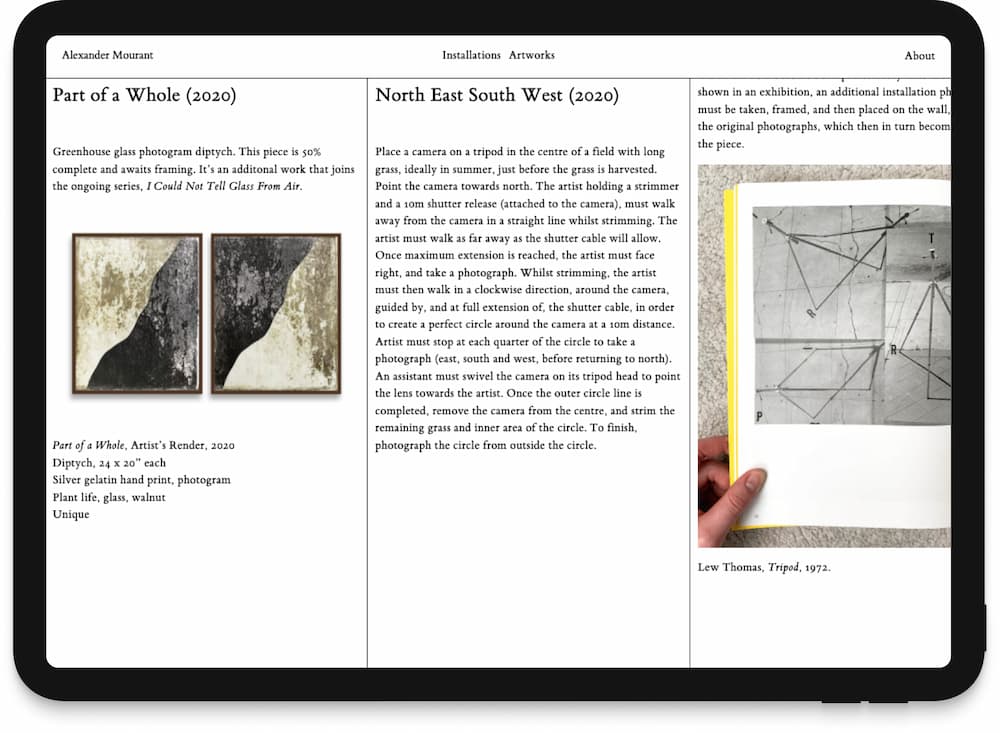 Alexander Mourant
Installations Artworks
About
Part of a Whole (2020)
Greenhouse glass photogram diptych. This piece is 50%
complete and awaits framing. It's an additonal work that joins
the ongoing series, I Could Not Tell Glass From Air.
Part of a Whole, Artist's Render, 2020
Diptych, 24 x 20" each
Silver gelatin hand print, photogram
Plant life, glass, walnut
Unique
North East South West (2020)
Place a camera on a tripod in the centre of a field with long
grass, ideally in summer, just before the grass is harvested.
Point the camera towards north. The artist holding a strimmer
and a 10m shutter release (attached to the camera), must walk
away from the camera in a straight line whilst strimming. The
artist must walk as far away as the shutter cable will allow.
Once maximum extension is reached, the artist must face
right, and take a photograph. Whilst strimming, the artist
must then walk in a clockwise direction, around the camera,
guided by, and at full extension of, the shutter cable, in order
to create a perfect circle around the camera at a 10m distance.
Artist must stop at each quarter of the circle to take a
photograph (east, south and west, before returning to north).
An assistant must swivel the camera on its tripod head to point
the lens towards the artist. Once the outer circle line is
completed, remove the camera from the centre, and strim the
remaining grass and inner area of the circle. To finish,
photograph the circle from outside the circle.
shown in an exhibition, an additional installation ph
must be taken, framed, and then placed on the wall,
the original photographs, which then in turn becom
the piece.
T
R
R
P
Lew Thomas, Tripod, 1972.